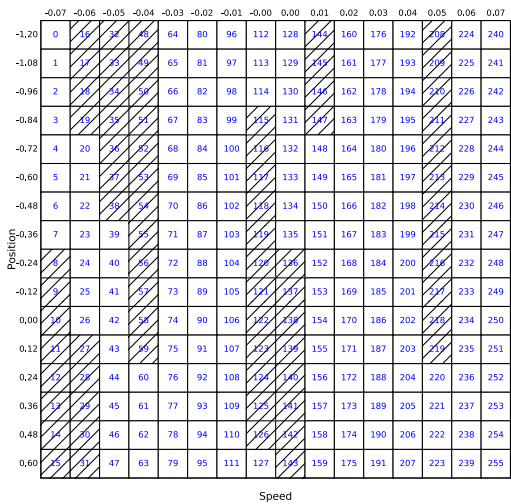 -0.07 -0.06 -0.05 -0.04 -0.03 -0.02 -0.01 -0.00 0.00 0.01 0.02 0.03 0.04 0.05 0.06 0.07
-1,20 0 16 32 48 64 80 96 112 128 144 160 176 192 208 224 240
-1.08 1 17 33 49 65 81 97 113 129 145 161 177 193 209 225 241
-0.96 2 18 34 50 66 82 98 114 130 146 162 178 194 210 226 242
-0.84 3 19 35 51 67 83 99 115 131 147 163 179 195 211 227 243
-0.72 4 20 36 52 68 84 100 116 132 148 164 180 196 212 228 244
-0,60 5 21 37 53 69 85 101 117 133 149 165 181 197 213 229 245
-0.48 6 22 38 54 70 86 102 118 134 150 166 182 198 214 230 246
-0.36 7 23 39 55 71 87 103 119 135 151 167 183 199 215 231 247
Position
-0.24 8 24 40 56 72 88 104 120 136 152 168 184 200 216 232 248
-0.12 9 25 41 57 73 89 105 121 137 153 169 185 201 217 233 249
0,00 10 26 42 58 74 90 106 122 138 154 170 186 202 218 234 250
0.12 11 27 43 59 75 91 107 123 139 155 171 187 203 219 235 251
0.24 12 28 44 60 76 92 108 124 140 156 172 188 204 220 236 252
0.36 13 29 45 61 77 93 109 125 141 157 173 189 205 221 237 253
0,48 14 30 46 62 78 94 110 126 142 158 174 190 206 222 238 254
0,60 15 31 47 63 79 95 111 127 143 159 175 191 207 223 239 255
Speed